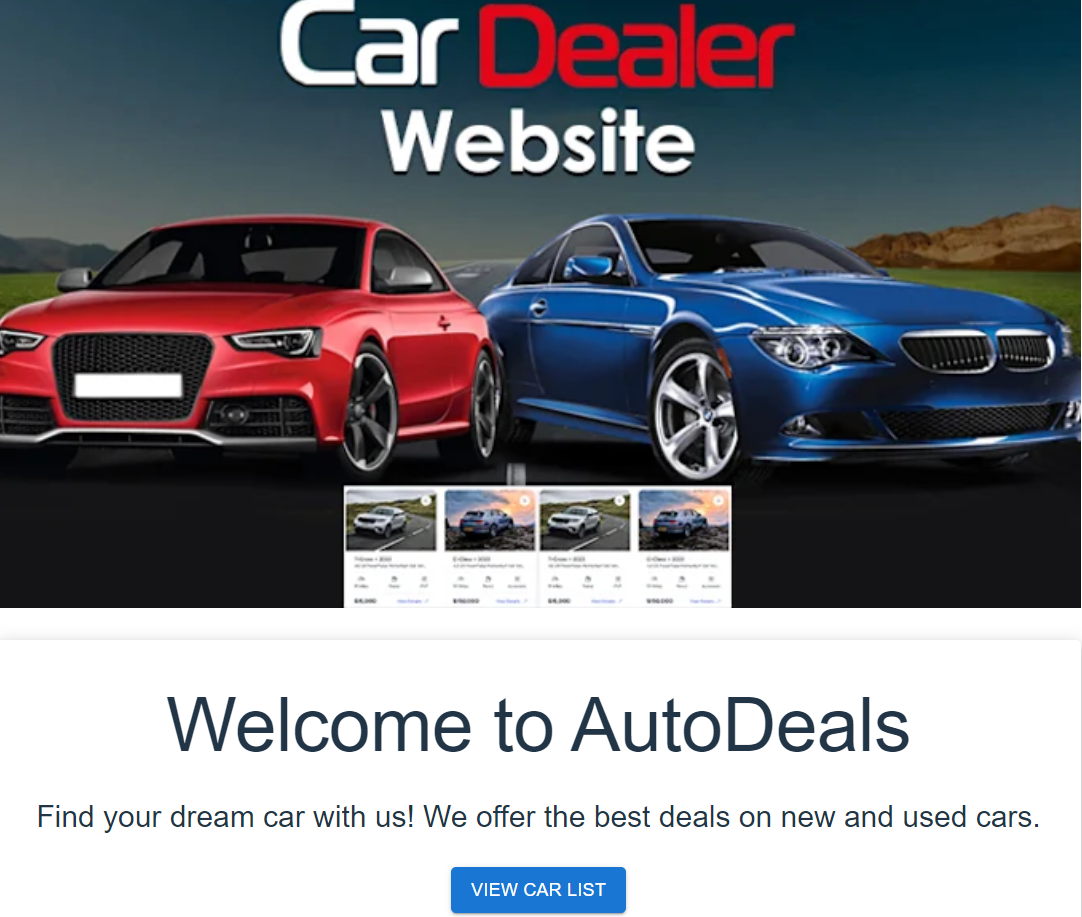 Car Dealer
Website
Welcome to AutoDeals
Find your dream car with us! We offer the best deals on new and used cars.
VIEW CAR LIST